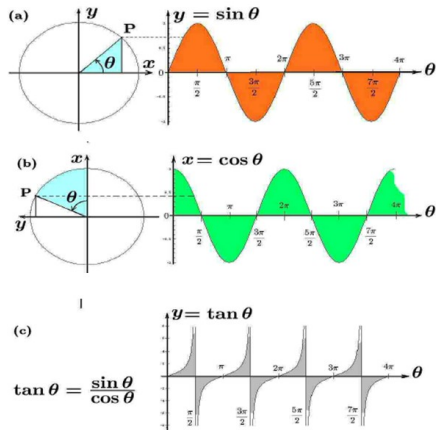 (a)
y
P
θ
x
y = sin θ
π
2π
3π
4π
θ
π/2
3π/2
5π/2
7π/2
(b)
x
P
θ
y
x = cos θ
π
2π
3π
4π
θ
π/2
3π/2
5π/2
7π/2
(c)
y = tan θ
tan θ = sin θ/cos θ
π
2π
3π
4π
θ
π/2
3π/2
5π/2
7π/2